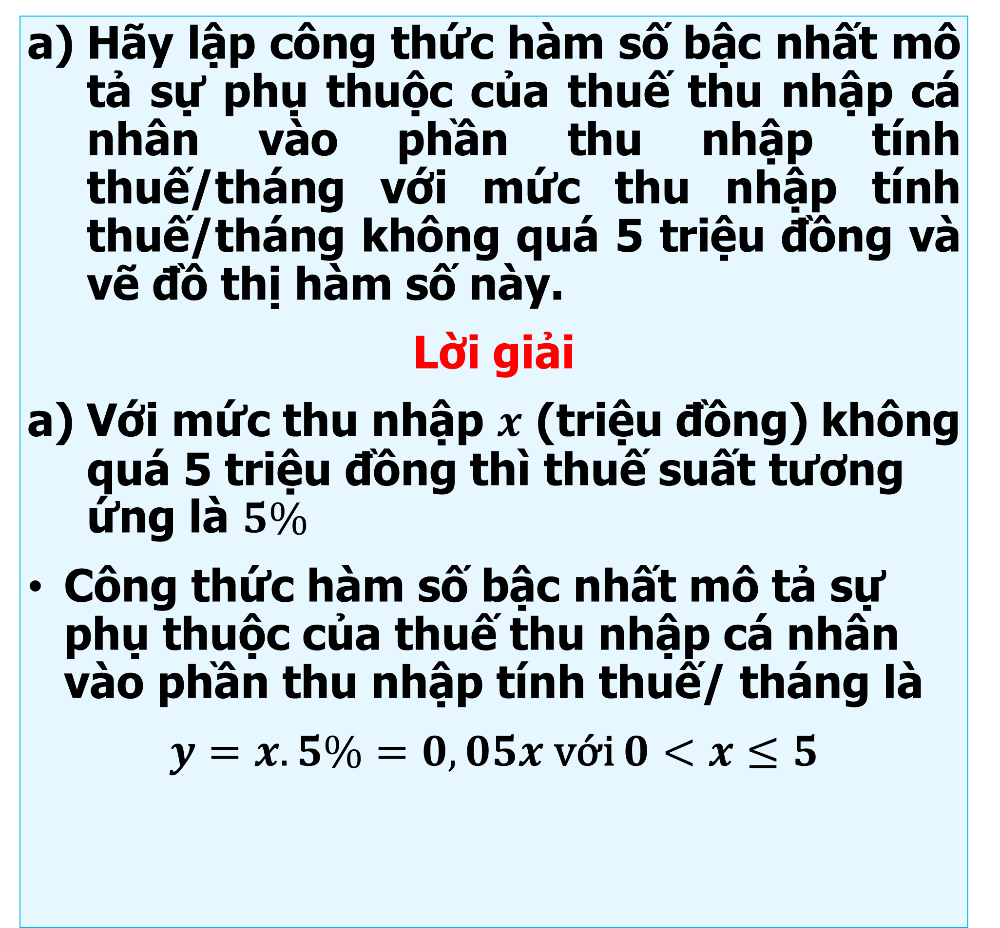 a) Hãy lập công thức hàm số bậc nhất mô
tả sự phụ thuộc của thuế thu nhập cá
nhân vào phần thu nhập tính
thuế/tháng với mức thu nhập tính
thuế/tháng không quá 5 triệu đồng và
vẽ đồ thị hàm số này.
Lời giải
a) Với mức thu nhập x (triệu đồng) không
quá 5 triệu đồng thì thuế suất tương
ứng là 5%
• Công thức hàm số bậc nhất mô tả sự
phụ thuộc của thuế thu nhập cá nhân
vào phần thu nhập tính thuế/ tháng là
y = x. 5% = 0, 05x với 0 < x ≤ 5